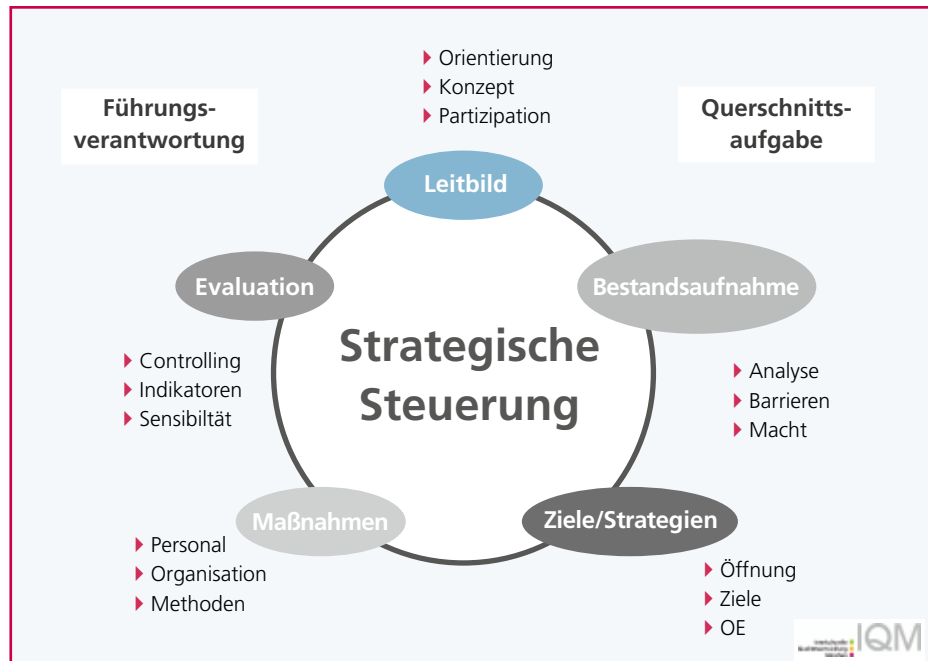 Orientierung
Konzept
Partizipation
Führungs-
verantwortung
Querschnitts-
aufgabe
Leitbild
Evaluation
Bestandsaufnahme
Strategische
Steuerung
Controlling
Indikatoren
Sensibiltät
Analyse
Barrieren
Macht
Maßnahmen
Ziele/Strategien
Personal
Organisation
Methoden
Öffnung
Ziele
OE
IQM